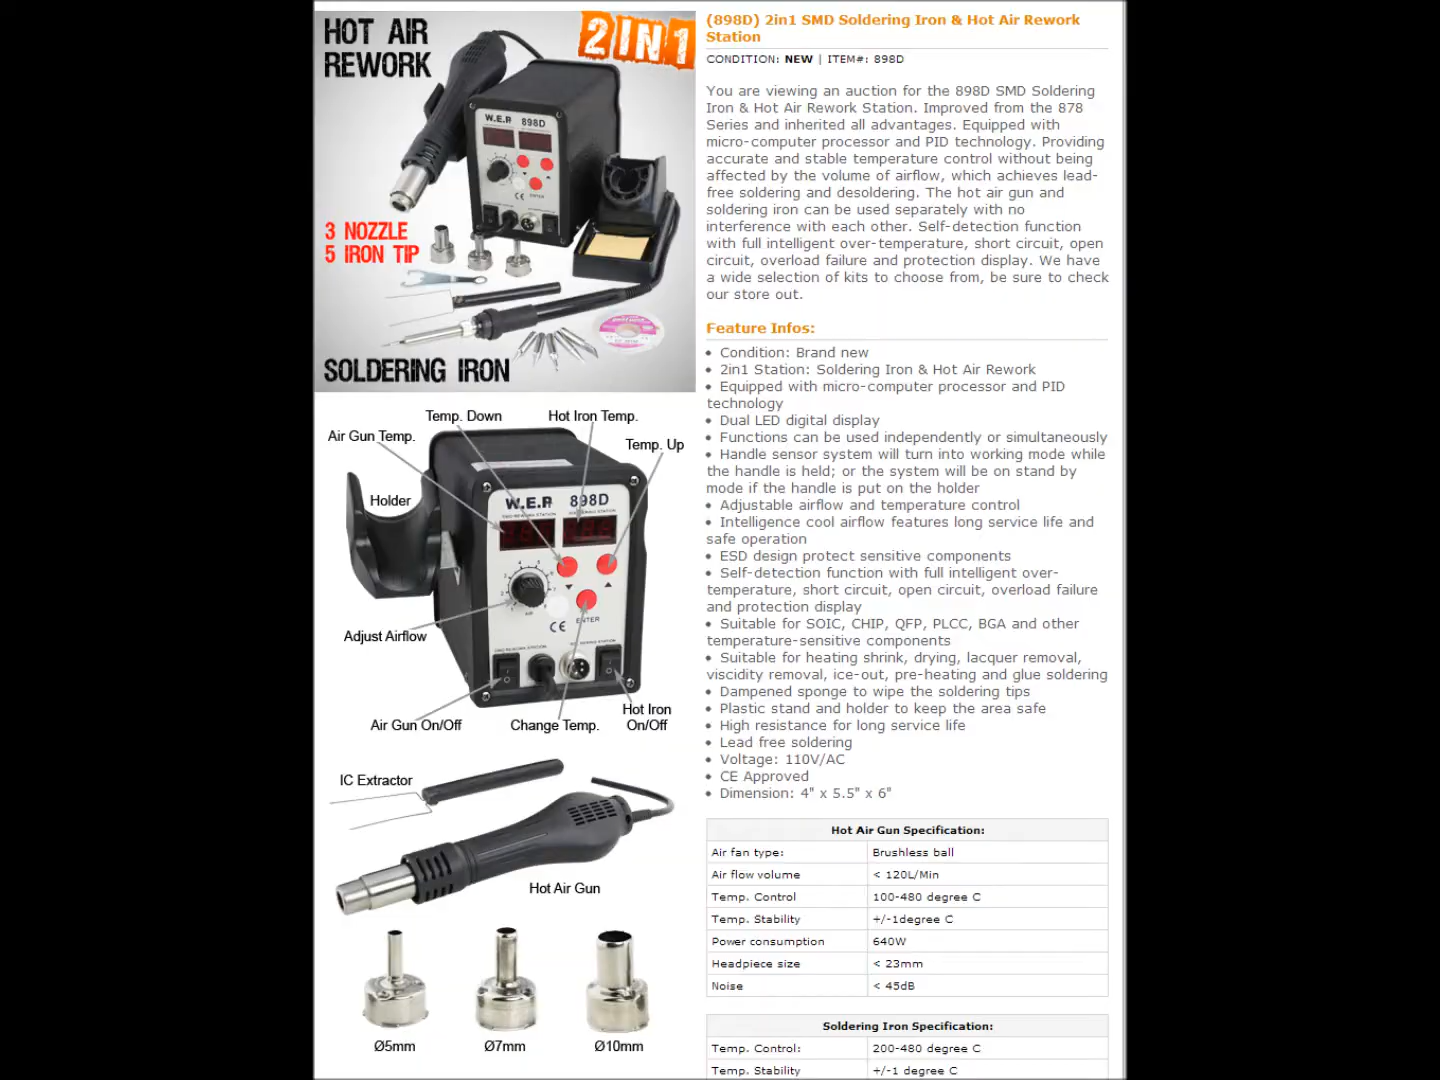 HOT AIR
REWORK
2 IN 1
W.E.P. 898D
ENTER
3 NOZZLE
5 IRON TIP
SOLDERING IRON
Temp. Down
Hot Iron Temp.
Air Gun Temp.
Temp. Up
Holder
W.E.P. 898D
ENTER
Adjust Airflow
Air Gun On/Off
Change Temp.
Hot Iron
On/Off
IC Extractor
Hot Air Gun
Ø5mm
Ø7mm
Ø10mm
(898D) 2in1 SMD Soldering Iron & Hot Air Rework
Station
CONDITION: NEW | ITEM#: 898D
You are viewing an auction for the 898D SMD Soldering
Iron & Hot Air Rework Station. Improved from the 878
Series and inherited all advantages. Equipped with
micro-computer processor and PID technology. Providing
accurate and stable temperature control without being
affected by the volume of airflow, which achieves lead-
free soldering and desoldering. The hot air gun and
soldering iron can be used separately with no
interference with each other. Self-detection function
with full intelligent over-temperature, short circuit, open
circuit, overload failure and protection display. We have
a wide selection of kits to choose from, be sure to check
our store out.
Feature Infos:
• Condition: Brand new
• 2in1 Station: Soldering Iron & Hot Air Rework
• Equipped with micro-computer processor and PID
technology
• Dual LED digital display
• Functions can be used independently or simultaneously
• Handle sensor system will turn into working mode while
the handle is held; or the system will be on stand by
mode if the handle is put on the holder
• Adjustable airflow and temperature control
• Intelligence cool airflow features long service life and
safe operation
• ESD design protect sensitive components
• Self-detection function with full intelligent over-
temperature, short circuit, open circuit, overload failure
and protection display
• Suitable for SOIC, CHIP, QFP, PLCC, BGA and other
temperature-sensitive components
• Suitable for heating shrink, drying, lacquer removal,
viscidity removal, ice-out, pre-heating and glue soldering
• Dampened sponge to wipe the soldering tips
• Plastic stand and holder to keep the area safe
• High resistance for long service life
• Lead free soldering
• Voltage: 110V/AC
• CE Approved
• Dimension: 4" x 5.5" x 6"
Hot Air Gun Specification:
Air fan type: Brushless ball
Air flow volume < 120L/Min
Temp. Control 100-480 degree C
Temp. Stability +/-1degree C
Power consumption 640W
Headpiece size < 23mm
Noise < 45dB
Soldering Iron Specification:
Temp. Control: 200-480 degree C
Temp. Stability +/-1 degree C